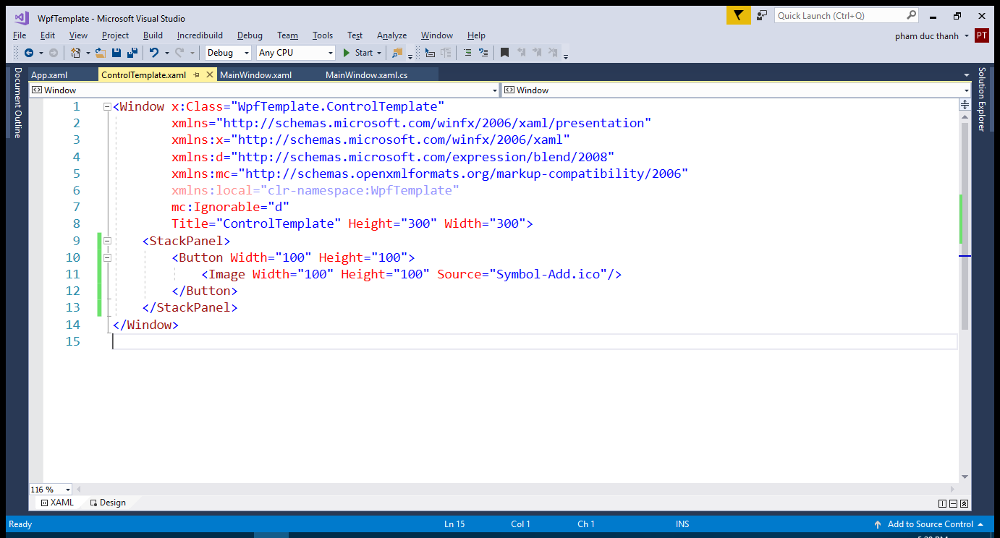 WpfTemplate - Microsoft Visual Studio
Quick Launch (Ctrl+Q)
File Edit View Project Build Incredibuild Debug Team Tools Test Analyze Window Help
pham duc thanh PT
Debug Any CPU Start
Document Outline
App.xaml ControlTemplate.xaml MainWindow.xaml MainWindow.xaml.cs
Solution Explorer
Window Window
1 <Window x:Class="WpfTemplate.ControlTemplate"
2 xmlns="http://schemas.microsoft.com/winfx/2006/xaml/presentation"
3 xmlns:x="http://schemas.microsoft.com/winfx/2006/xaml"
4 xmlns:d="http://schemas.microsoft.com/expression/blend/2008"
5 xmlns:mc="http://schemas.openxmlformats.org/markup-compatibility/2006"
6 xmlns:local="clr-namespace:WpfTemplate"
7 mc:Ignorable="d"
8 Title="ControlTemplate" Height="300" Width="300">
9 <StackPanel>
10 <Button Width="100" Height="100">
11 <Image Width="100" Height="100" Source="Symbol-Add.ico"/>
12 </Button>
13 </StackPanel>
14 </Window>
15
116 %
XAML Design
Ready Ln 15 Col 1 Ch 1 INS Add to Source Control